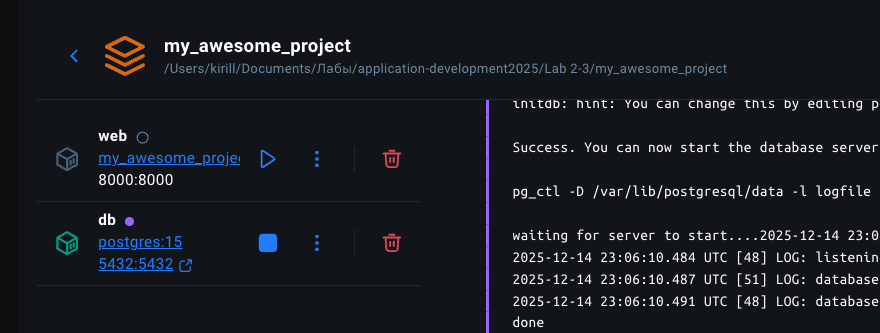 my_awesome_project
/Users/kirill/Documents/Лабы/application-development2025/Lab 2-3/my_awesome_project
web
my_awesome_proje
8000:8000
db
postgres:15
5432:5432
initdb: hint: You can change this by editing p
Success. You can now start the database server
pg_ctl -D /var/lib/postgresql/data -l logfile
waiting for server to start....2025-12-14 23:0
2025-12-14 23:06:10.484 UTC [48] LOG: listenin
2025-12-14 23:06:10.487 UTC [51] LOG: database
2025-12-14 23:06:10.491 UTC [48] LOG: database
done